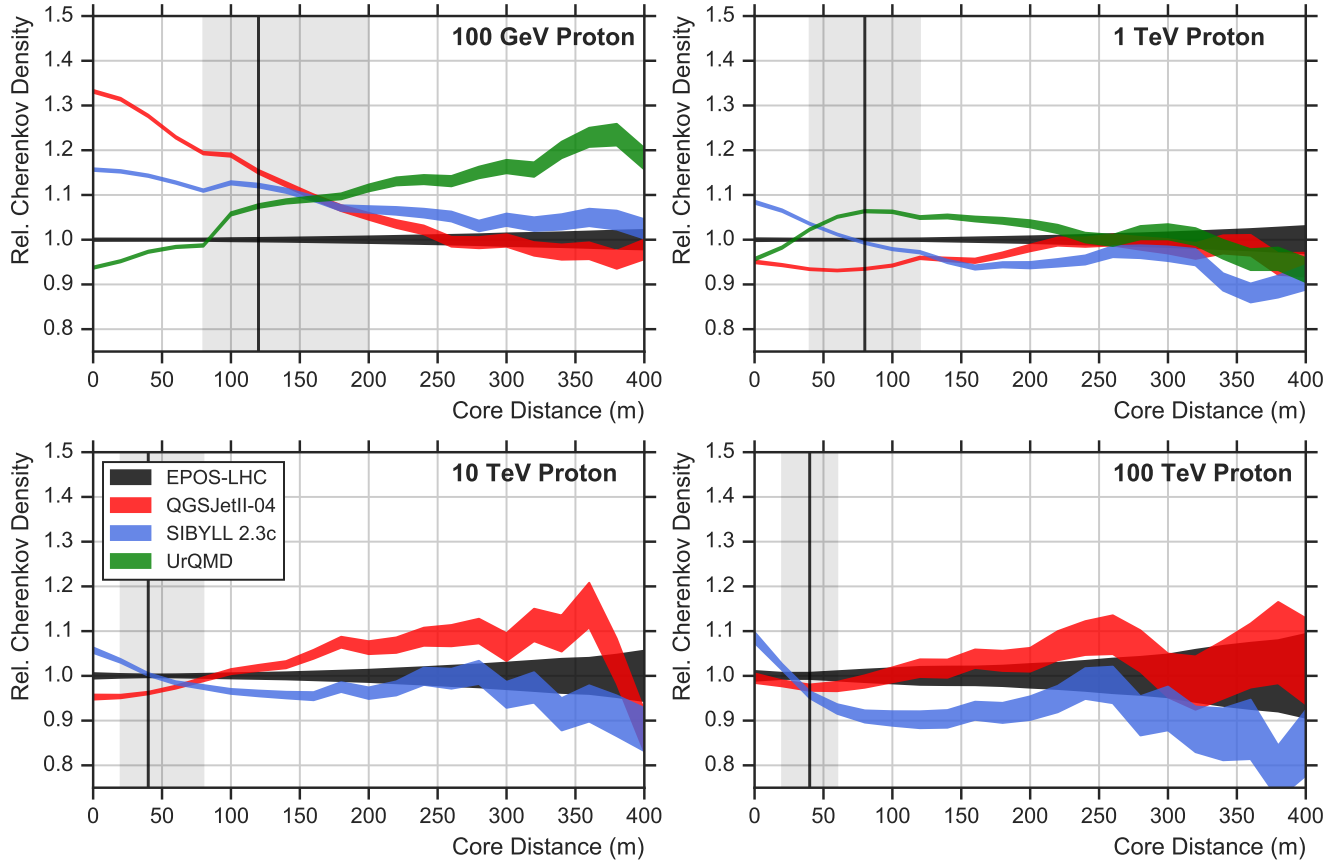 100 GeV Proton
Rel. Cherenkov Density
1.5
1.4
1.3
1.2
1.1
1.0
0.9
0.8
0 50 100 150 200 250 300 350 400
Core Distance (m)
1 TeV Proton
Rel. Cherenkov Density
1.5
1.4
1.3
1.2
1.1
1.0
0.9
0.8
0 50 100 150 200 250 300 350 400
Core Distance (m)
10 TeV Proton
Rel. Cherenkov Density
1.5
1.4
1.3
1.2
1.1
1.0
0.9
0.8
EPOS-LHC
QGSJetII-04
SIBYLL 2.3c
UrQMD
0 50 100 150 200 250 300 350 400
Core Distance (m)
100 TeV Proton
Rel. Cherenkov Density
1.5
1.4
1.3
1.2
1.1
1.0
0.9
0.8
0 50 100 150 200 250 300 350 400
Core Distance (m)